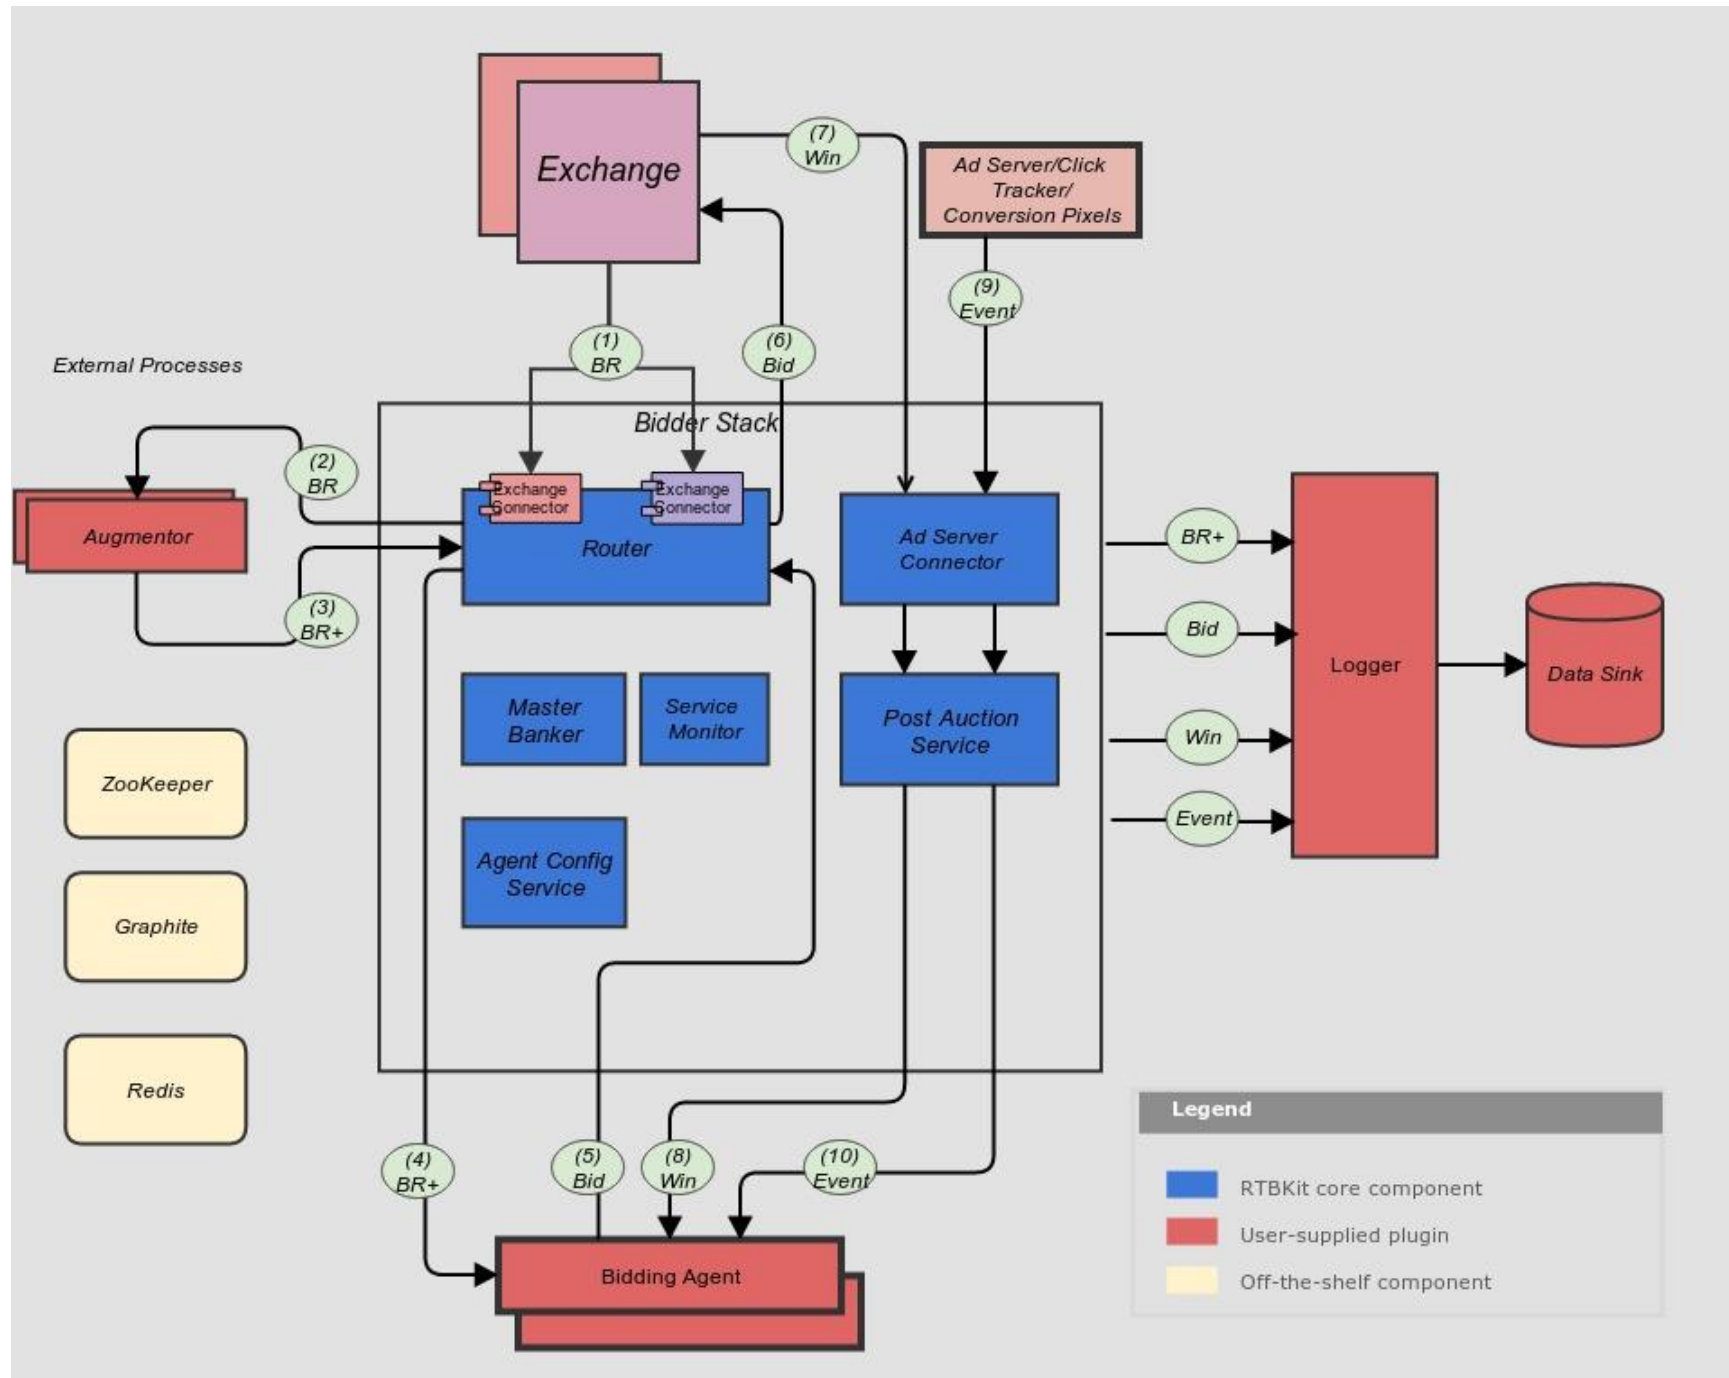 (7)
Win
Exchange
Ad Server/Click
Tracker/
Conversion Pixels
(9)
Event
(1)
BR
(6)
Bid
External Processes
Bidder Stack
(2)
BR
Exchange
Connector
Exchange
Connector
Augmentor
Router
Ad Server
Connector
BR+
(3)
BR+
Bid
Logger
Data Sink
Master
Banker
Service
Monitor
Post Auction
Service
Win
ZooKeeper
Event
Agent Config
Service
Graphite
Redis
(4)
BR+
(5)
Bid
(8)
Win
(10)
Event
Bidding Agent
Legend
RTBKit core component
User-supplied plugin
Off-the-shelf component